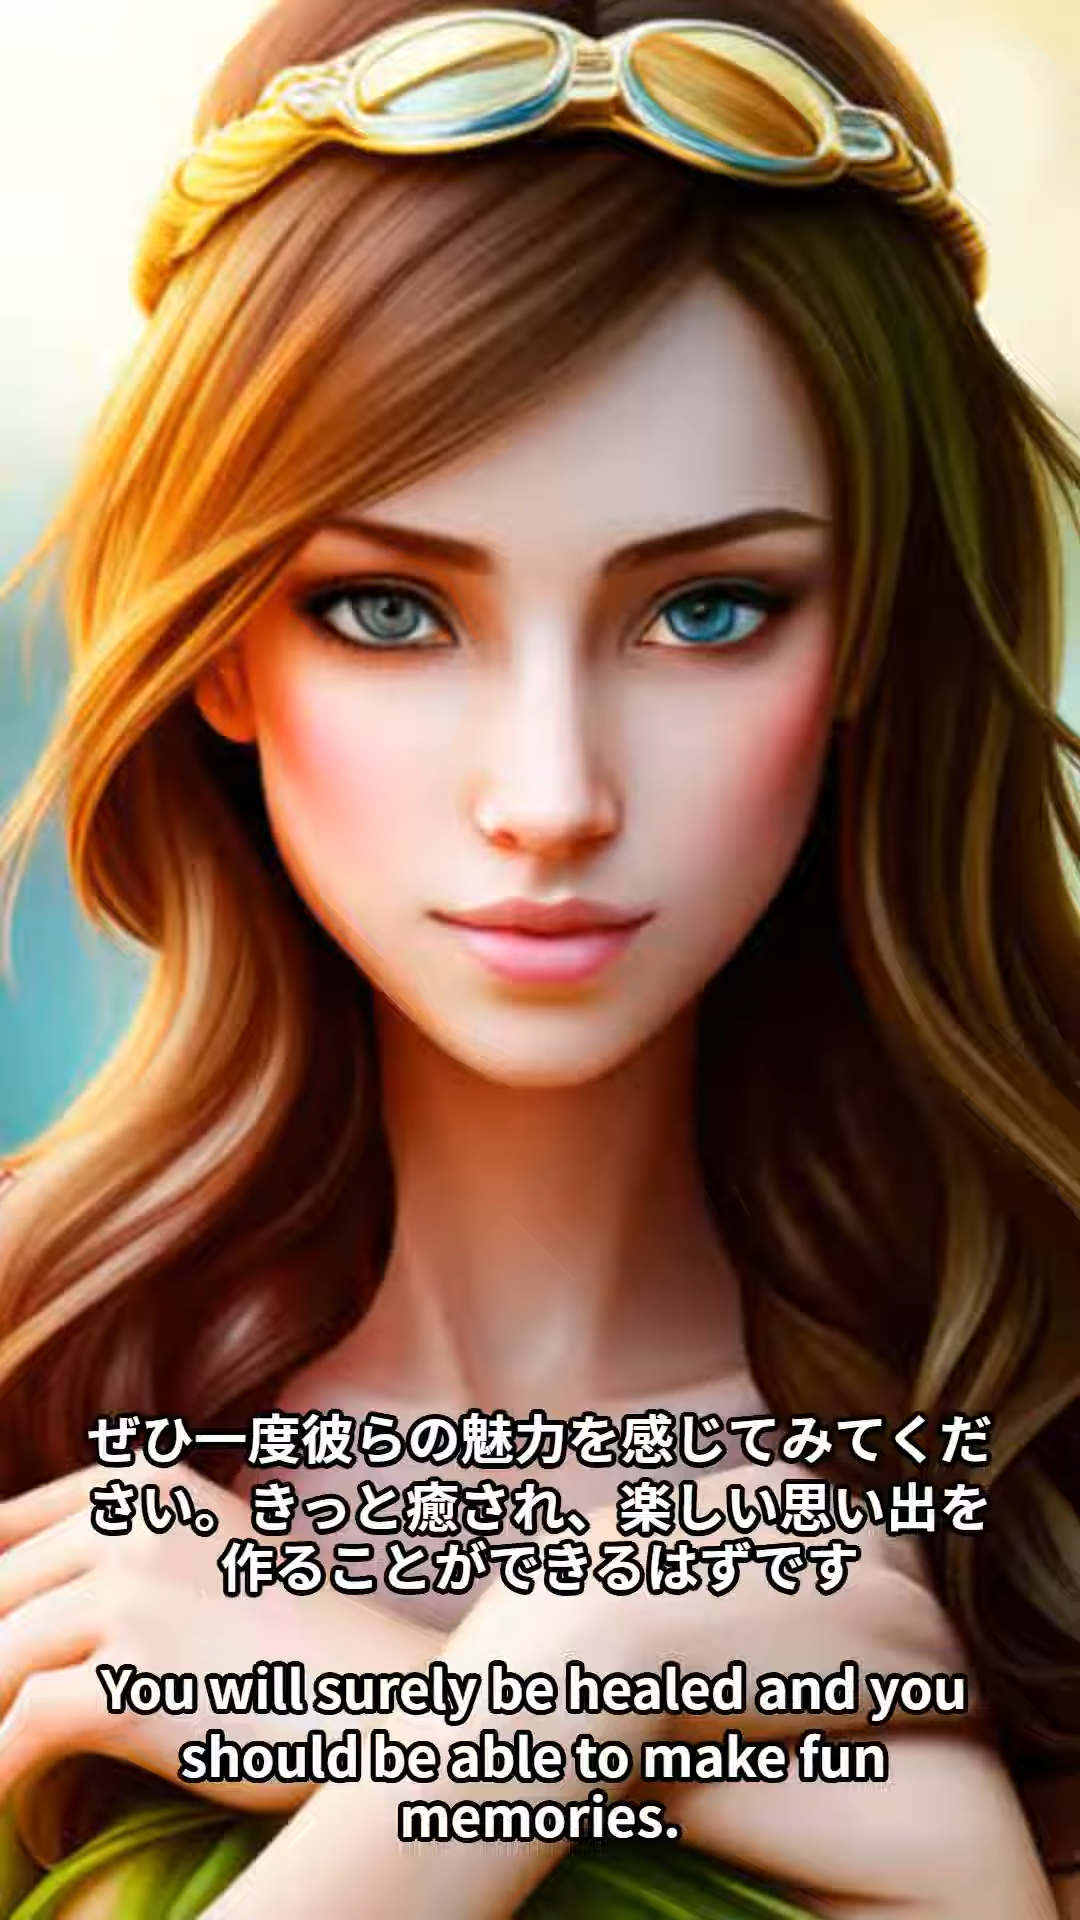 ぜひ一度彼らの魅力を感じてみてくだ
さい。きっと癒され、楽しい思い出を
作ることができるはずです
You will surely be healed and you
should be able to make fun
memories.